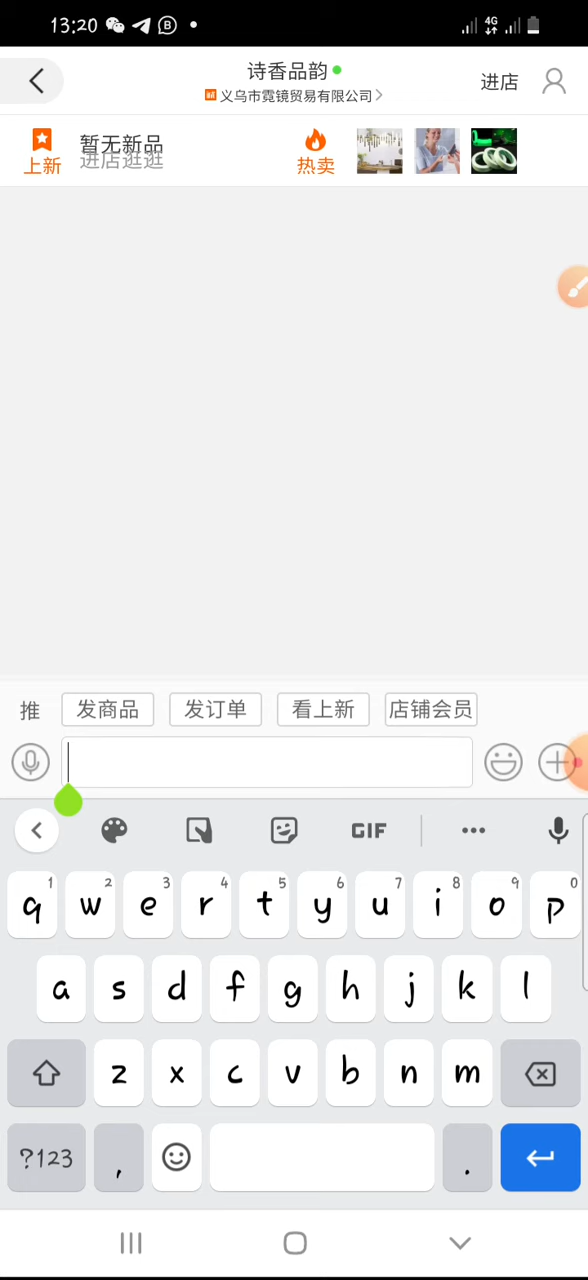 13:20 4G
诗香品韵
义乌市霓镜贸易有限公司
进店
上新
暂无新品
进店逛逛
热卖
推
发商品
发订单
看上新
店铺会员
GIF
1 2 3 4 5 6 7 8 9 0
q w e r t y u i o p
a s d f g h j k l
z x c v b n m
?123 , .